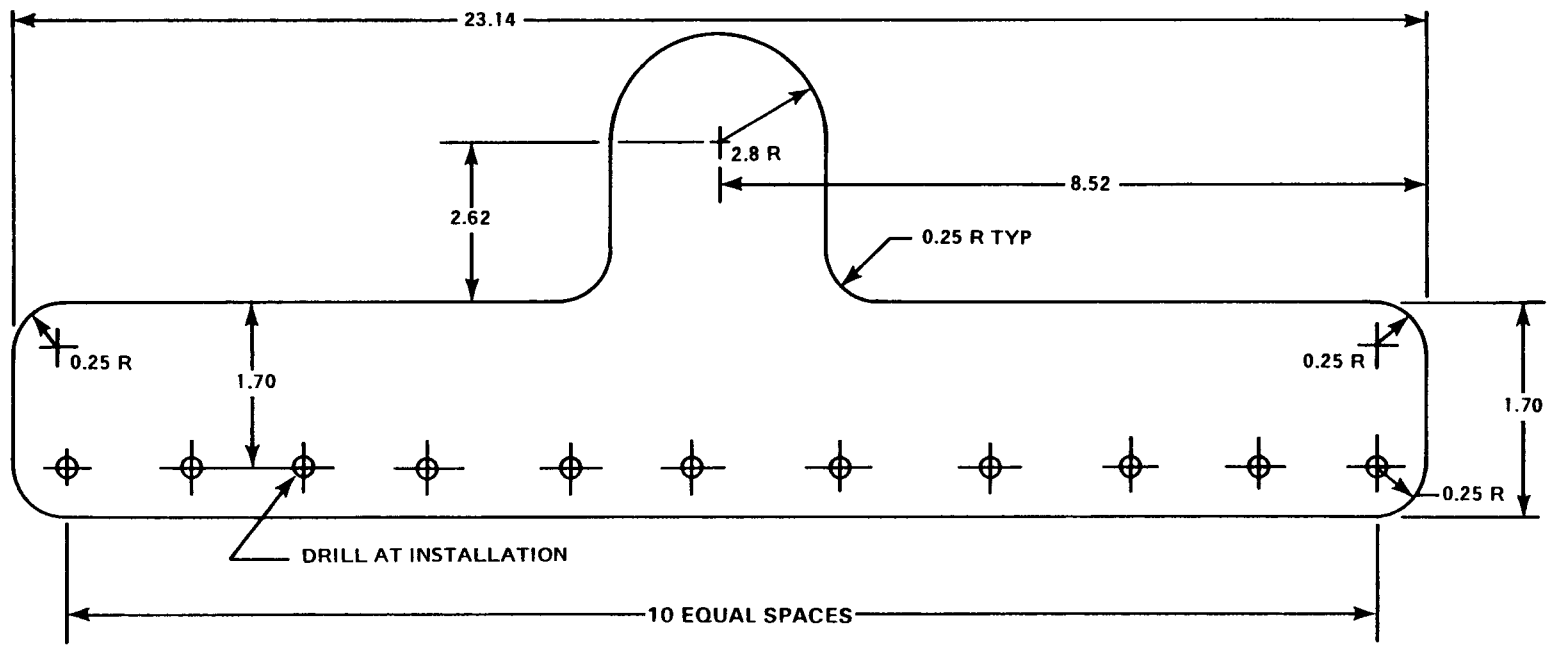 23.14
2.8 R
8.52
2.62
0.25 R TYP
0.25 R
1.70
0.25 R
1.70
0.25 R
DRILL AT INSTALLATION
10 EQUAL SPACES